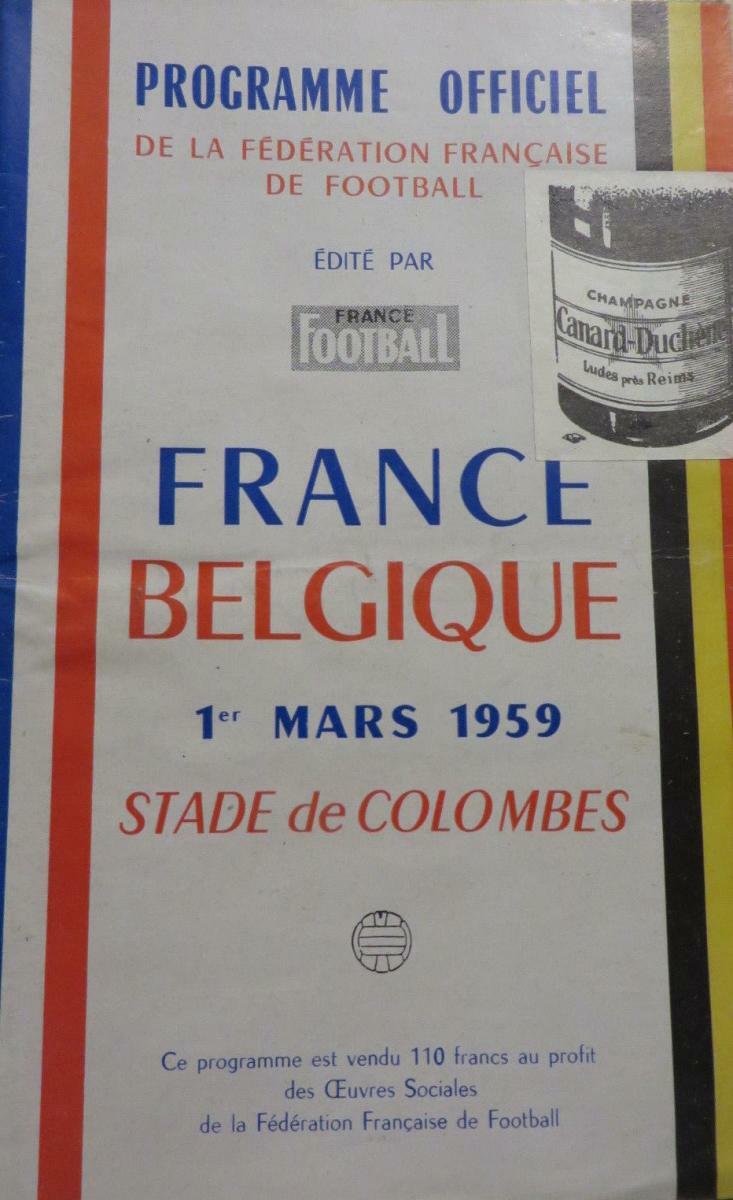 PROGRAMME OFFICIEL
DE LA FÉDÉRATION FRANÇAISE
DE FOOTBALL
ÉDITÉ PAR
FRANCE
FOOTBALL
CHAMPAGNE
Canard-Duchêne
Ludes près Reims
FRANCE
BELGIQUE
1er MARS 1959
STADE de COLOMBES
Ce programme est vendu 110 francs au profit
des Œuvres Sociales
de la Fédération Française de Football